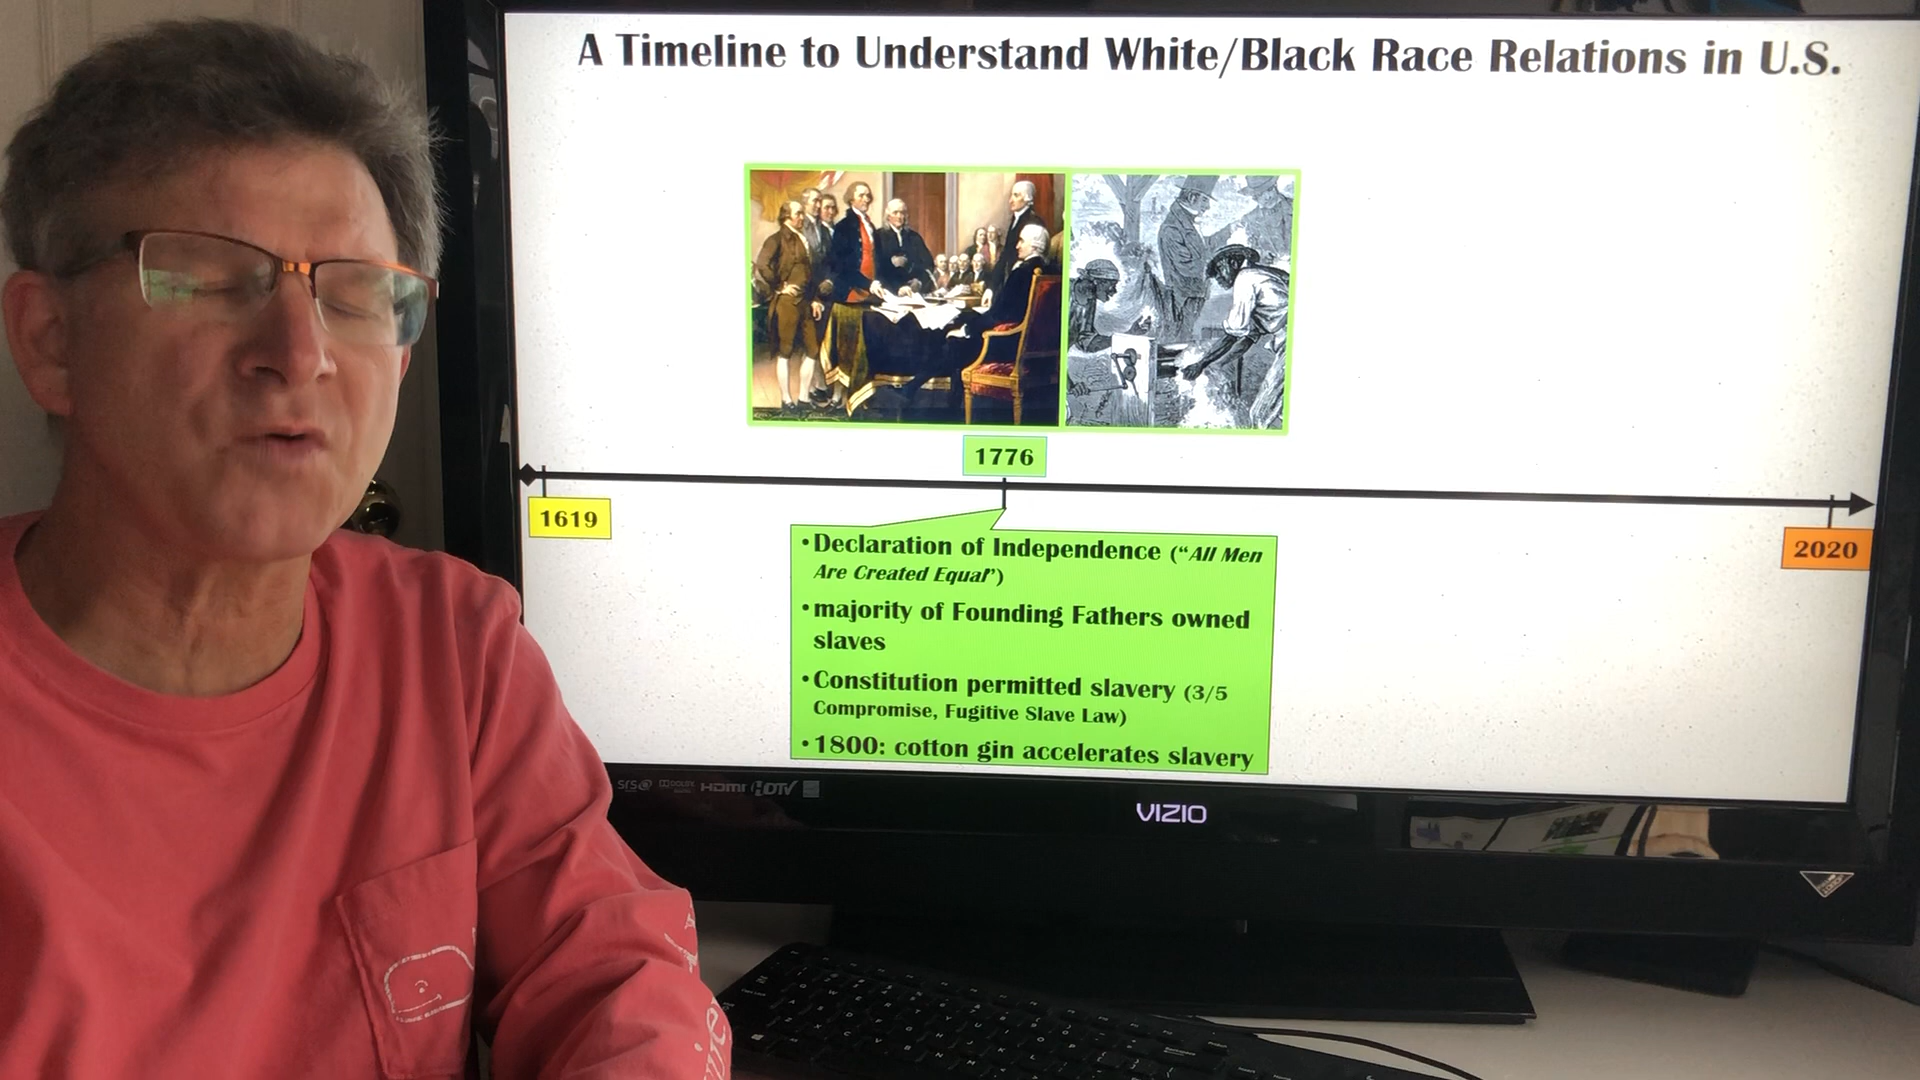 A Timeline to Understand White/Black Race Relations in U.S.
1776
1619
2020
• Declaration of Independence (“All Men
Are Created Equal”)
• majority of Founding Fathers owned
slaves
• Constitution permitted slavery (3/5
Compromise, Fugitive Slave Law)
• 1800: cotton gin accelerates slavery
SRS DOLBY HDMI HDTV
VIZIO